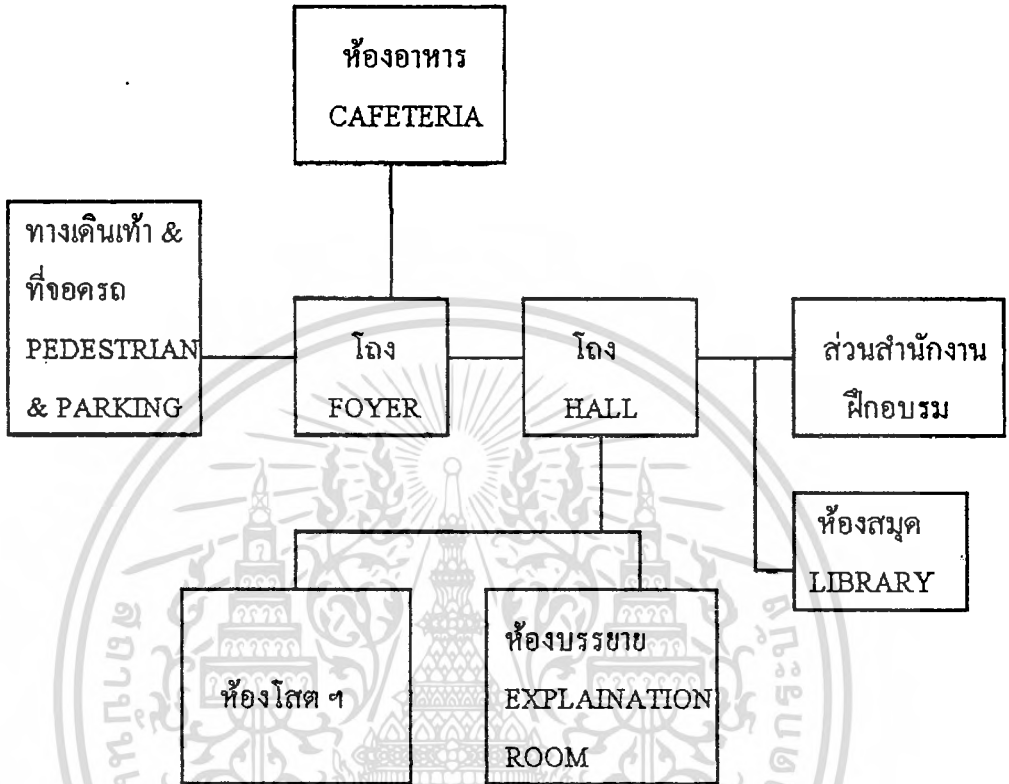 ห้องอาหาร
CAFETERIA
ทางเดินเท้า &
ที่จอดรถ
PEDESTRIAN
& PARKING
โถง
FOYER
โถง
HALL
ส่วนสำนักงาน
ฝึกอบรม
ห้องสมุด
LIBRARY
ห้องโสต ฯ
ห้องบรรยาย
EXPLAINATION
ROOM